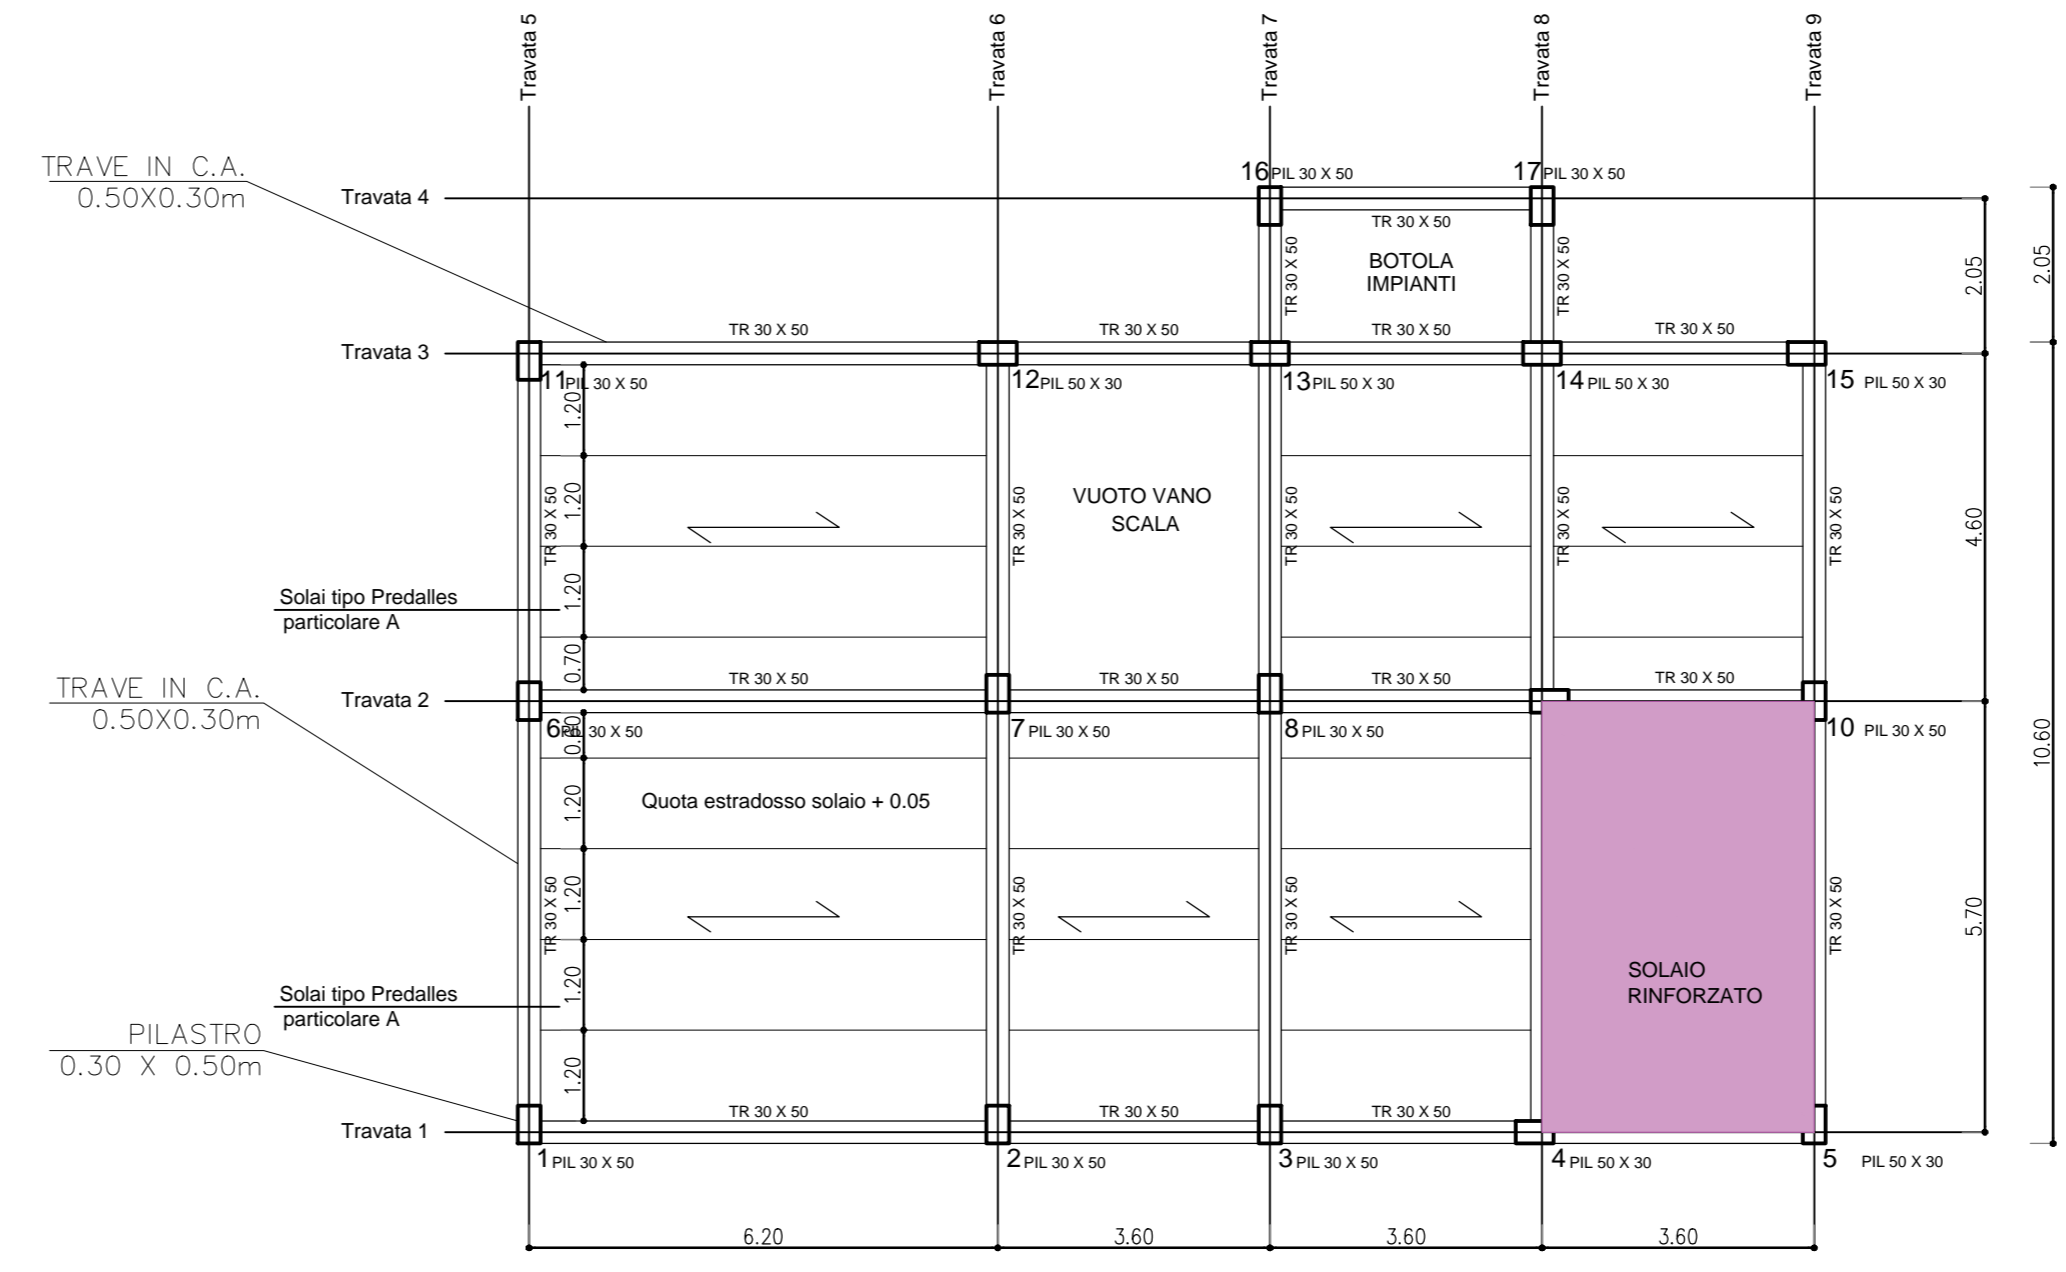 Travata 5
Travata 6
Travata 7
Travata 8
Travata 9
TRAVE IN C.A.
0.50X0.30m
Travata 4
16 PIL 30 X 50
17 PIL 30 X 50
TR 30 X 50
TR 30 X 50
TR 30 X 50
BOTOLA
IMPIANTI
2.05
2.05
Travata 3
TR 30 X 50
TR 30 X 50
TR 30 X 50
TR 30 X 50
11 PIL 30 X 50
12 PIL 50 X 30
13 PIL 50 X 30
14 PIL 50 X 30
15 PIL 50 X 30
1.20
1.20
1.20
0.70
TR 30 X 50
TR 30 X 50
VUOTO VANO
SCALA
TR 30 X 50
TR 30 X 50
TR 30 X 50
4.60
Solai tipo Predalles
particolare A
TRAVE IN C.A.
0.50X0.30m
Travata 2
TR 30 X 50
TR 30 X 50
TR 30 X 50
TR 30 X 50
6 PIL 30 X 50
7 PIL 30 X 50
8 PIL 30 X 50
10 PIL 30 X 50
10.60
Quota estradosso solaio + 0.05
1.20
1.20
1.20
1.20
TR 30 X 50
TR 30 X 50
TR 30 X 50
TR 30 X 50
5.70
SOLAIO
RINFORZATO
Solai tipo Predalles
particolare A
PILASTRO
0.30 X 0.50m
Travata 1
TR 30 X 50
TR 30 X 50
TR 30 X 50
1 PIL 30 X 50
2 PIL 30 X 50
3 PIL 30 X 50
4 PIL 50 X 30
5 PIL 50 X 30
6.20
3.60
3.60
3.60